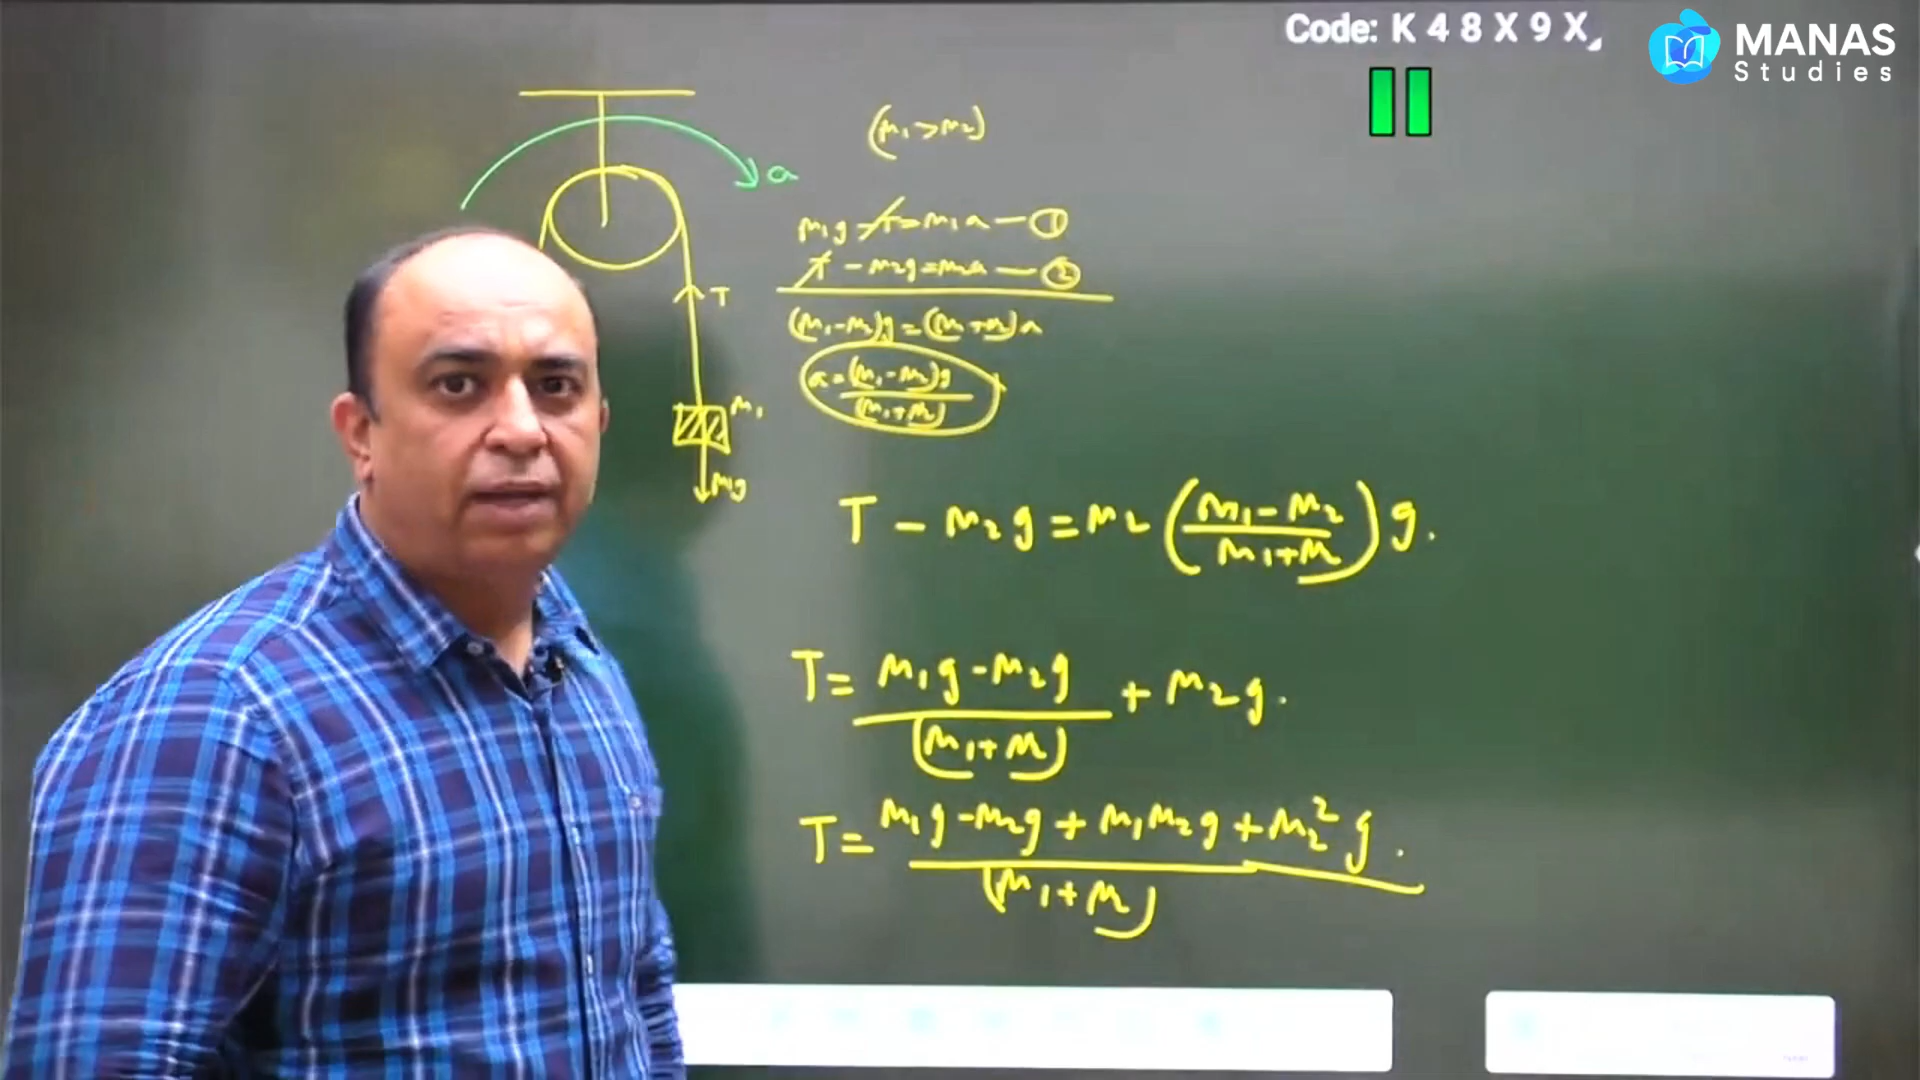 Code: K 4 8 X 9 X
MANAS
Studies
(m₁ > m₂)
a
m₁g - T = m₁a — ①
T - m₂g = m₂a — ②
(m₁ - m₂)g = (m₁ + m₂)a
a = (m₁ - m₂)g
(m₁ + m₂)
T
m₁
m₁g
T - m₂g = m₂ (m₁ - m₂ / m₁ + m₂) g.
T = m₁g - m₂g + m₂g.
(m₁ + m₂)
T = m₁g - m₂g + m₁m₂g + m₂²g.
(m₁ + m₂)